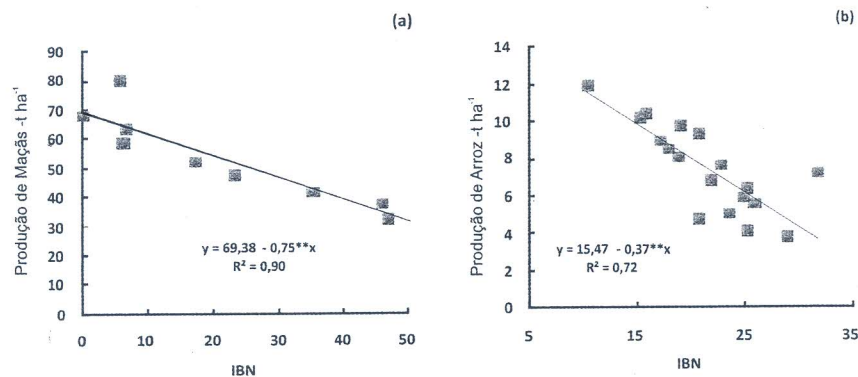 (a)
90
80
70
60
50
40
30
20
10
0
Produção de Maçãs -t ha⁻¹
y = 69,38 - 0,75**x
R² = 0,90
0 10 20 30 40 50
IBN
(b)
14
12
10
8
6
4
2
0
Produção de Arroz -t ha⁻¹
y = 15,47 - 0,37**x
R² = 0,72
5 15 25 35
IBN